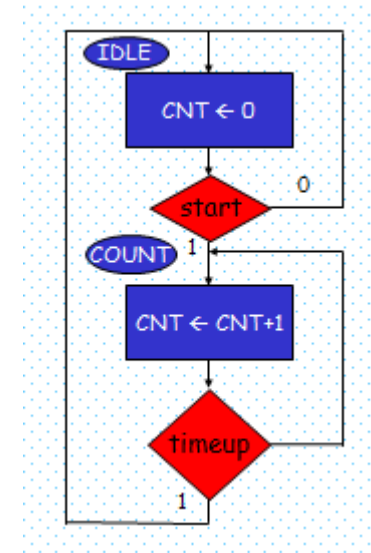 IDLE
CNT ← 0
start
0
1
COUNT
CNT ← CNT+1
timeup
1